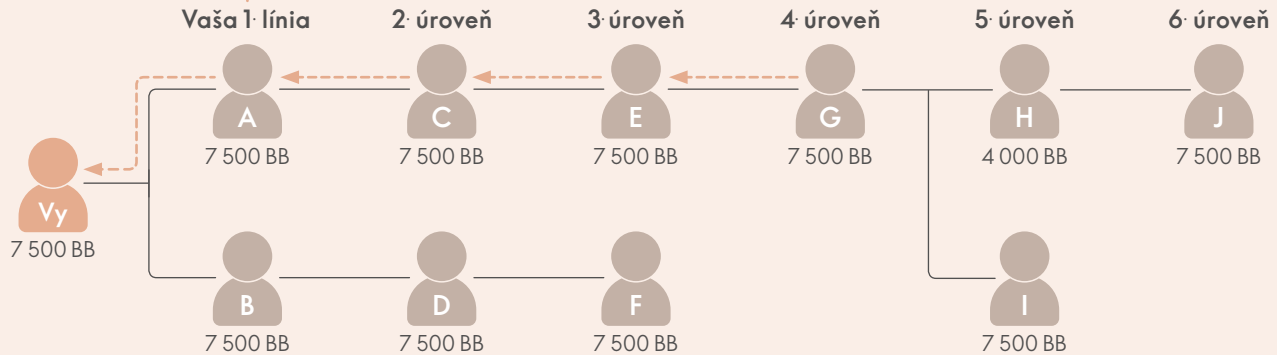 Vaša 1· línia
2· úroveň
3· úroveň
4· úroveň
5· úroveň
6· úroveň
A
C
E
G
H
J
7 500 BB
7 500 BB
7 500 BB
7 500 BB
4 000 BB
7 500 BB
Vy
7 500 BB
B
D
F
I
7 500 BB
7 500 BB
7 500 BB
7 500 BB